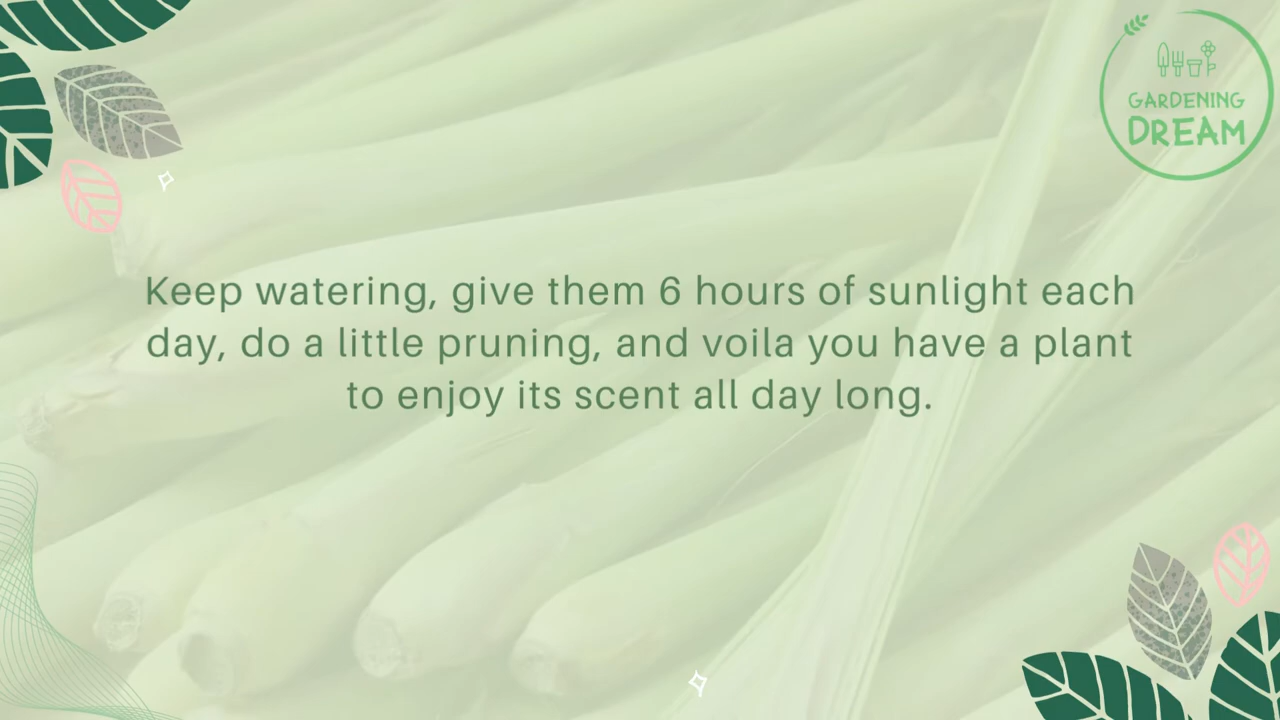 GARDENING
DREAM
Keep watering, give them 6 hours of sunlight each
day, do a little pruning, and voila you have a plant
to enjoy its scent all day long.